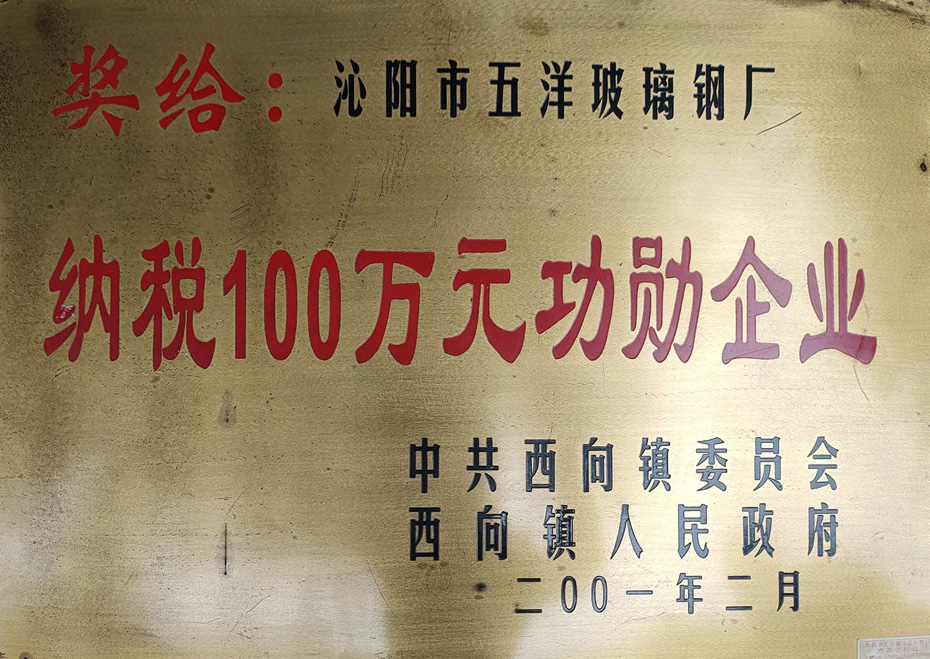 奖给：沁阳市五洋玻璃钢厂
纳税100万元功勋企业
中共西向镇委员会
西向镇人民政府
二00一年二月